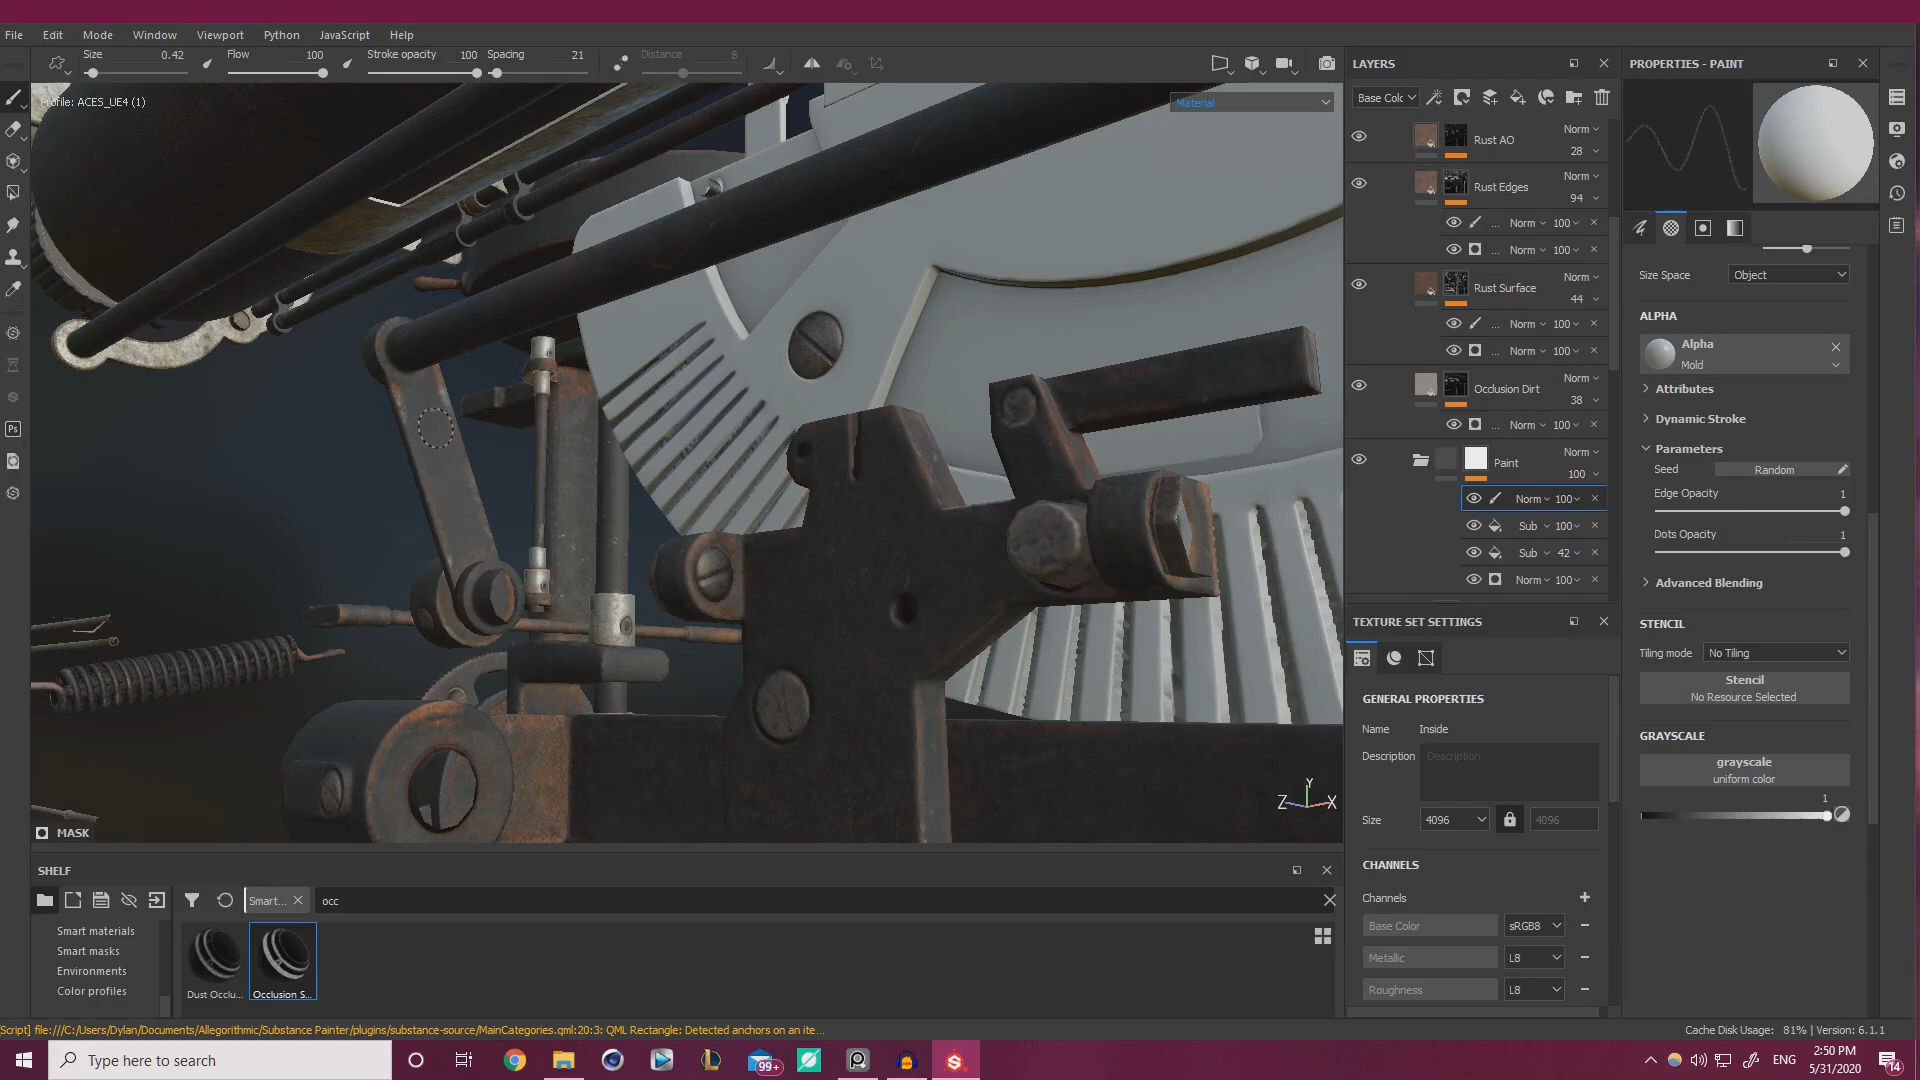 File Edit Mode Window Viewport Python JavaScript Help
Size 0.42 Flow 100 Stroke opacity 100 Spacing 21 Distance 8
Profile: ACES_UE4 (1)
Material
MASK
Y
Z X
LAYERS
Base Colc
Rust AO Norm 28
Rust Edges Norm 94
... Norm 100
... Norm 100
Rust Surface Norm 44
... Norm 100
... Norm 100
Occlusion Dirt Norm 38
... Norm 100
Paint Norm 100
Norm 100
Sub 100
Sub 42
Norm 100
TEXTURE SET SETTINGS
GENERAL PROPERTIES
Name Inside
Description Description
Size 4096 4096
CHANNELS
Channels
Base Color sRGB8
Metallic L8
Roughness L8
PROPERTIES - PAINT
Size Space Object
ALPHA
Alpha
Mold
Attributes
Dynamic Stroke
Parameters
Seed Random
Edge Opacity 1
Dots Opacity 1
Advanced Blending
STENCIL
Tiling mode No Tiling
Stencil
No Resource Selected
GRAYSCALE
grayscale
uniform color
1
SHELF
Smart... occ
Smart materials
Smart masks
Environments
Color profiles
Dust Occlu...
Occlusion S...
Script] file:///C:/Users/Dylan/Documents/Allegorithmic/Substance Painter/plugins/substance-source/MainCategories.qml:20:3: QML Rectangle: Detected anchors on an ite...
Cache Disk Usage: 81% | Version: 6.1.1
Type here to search
99+
Ps
ENG
2:50 PM
5/31/2020
14